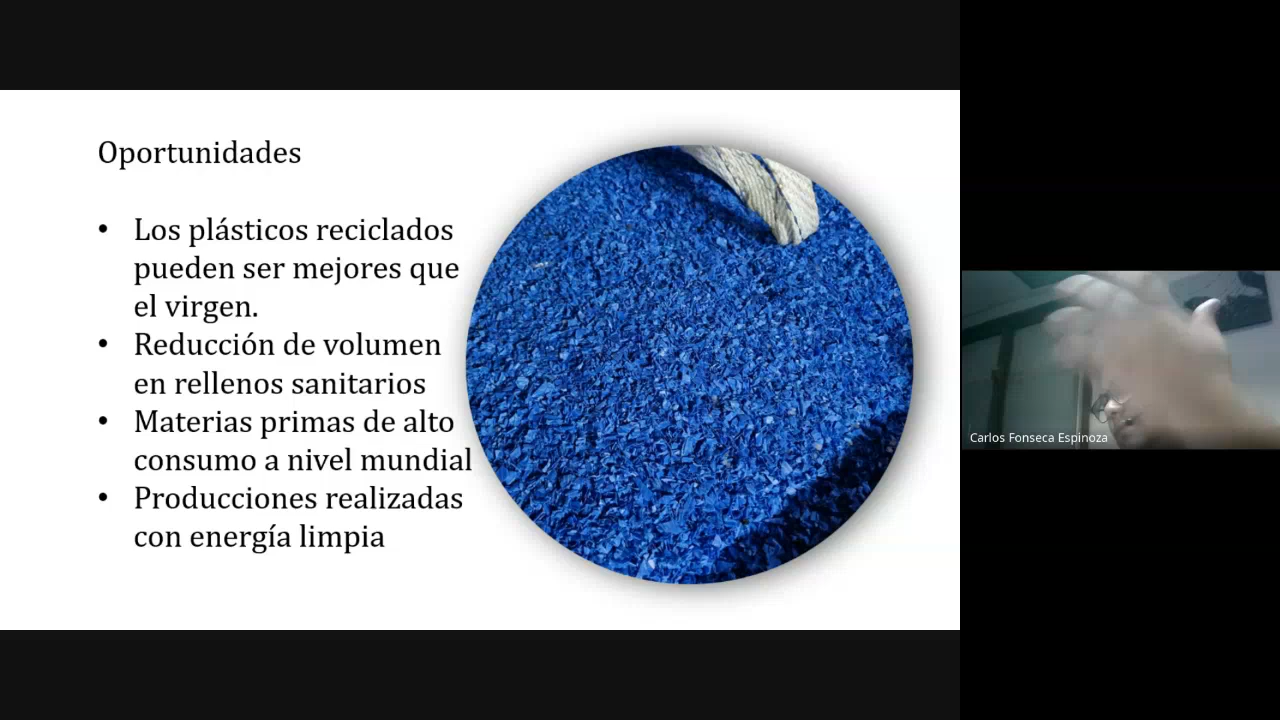 Oportunidades
• Los plásticos reciclados
pueden ser mejores que
el virgen.
• Reducción de volumen
en rellenos sanitarios
• Materias primas de alto
consumo a nivel mundial
• Producciones realizadas
con energía limpia
Carlos Fonseca Espinoza